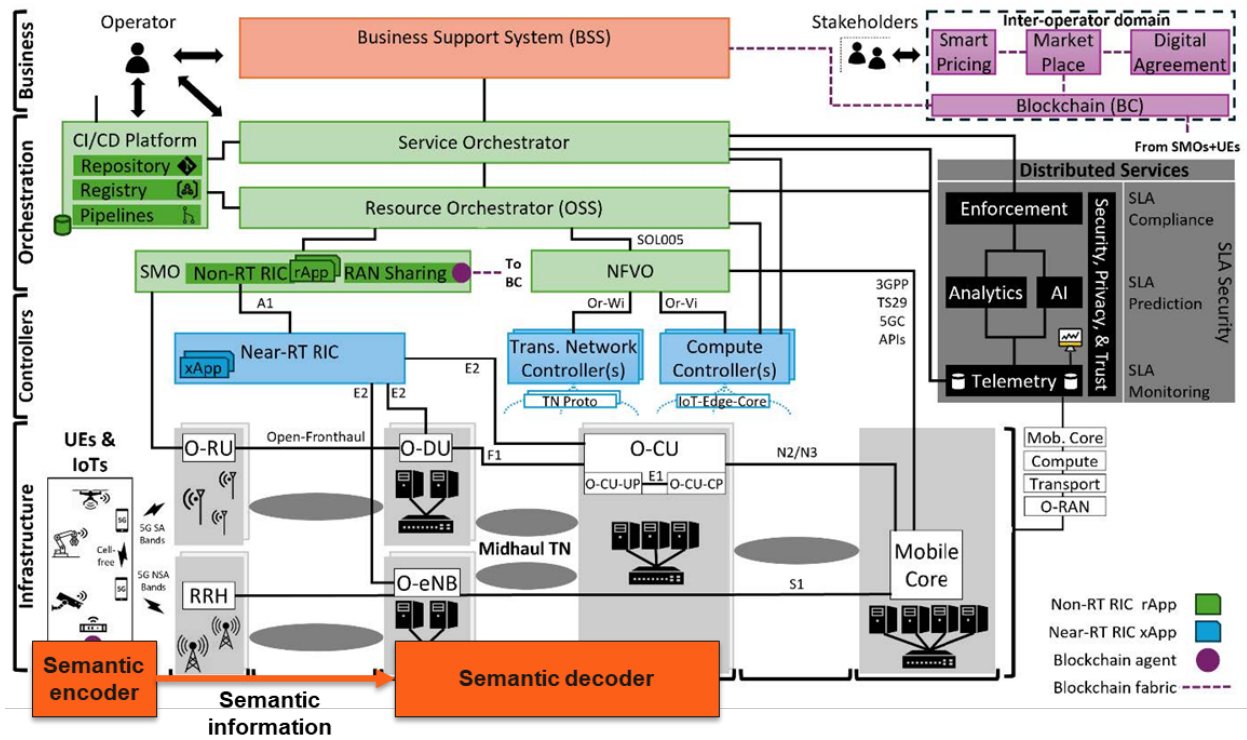 Operator
Stakeholders
Inter-operator domain
Business
Business Support System (BSS)
Smart
Pricing
Market
Place
Digital
Agreement
Blockchain (BC)
From SMOs+UEs
Orchestration
CI/CD Platform
Repository
Registry
Pipelines
Service Orchestrator
Resource Orchestrator (OSS)
SOL005
SMO
Non-RT RIC
rApp
RAN Sharing
To
BC
NFVO
Distributed Services
Enforcement
Analytics
AI
Telemetry
Security, Privacy, & Trust
SLA
Compliance
SLA
Prediction
SLA
Monitoring
SLA Security
3GPP
TS29
5GC
APIs
Controllers
A1
Near-RT RIC
xApp
Or-Wi
Or-Vi
Trans. Network
Controller(s)
Compute
Controller(s)
TN Proto
IoT-Edge-Core
E2
E2
E2
Infrastructure
UEs &
IoTs
5G
5G
Cell-
free
5G SA
Bands
5G NSA
Bands
O-RU
Open-Fronthaul
O-DU
F1
O-CU
O-CU-UP
E1
O-CU-CP
N2/N3
Midhaul TN
RRH
O-eNB
S1
Mobile
Core
Mob. Core
Compute
Transport
O-RAN
Non-RT RIC rApp
Near-RT RIC xApp
Blockchain agent
Blockchain fabric
Semantic
encoder
Semantic
information
Semantic decoder